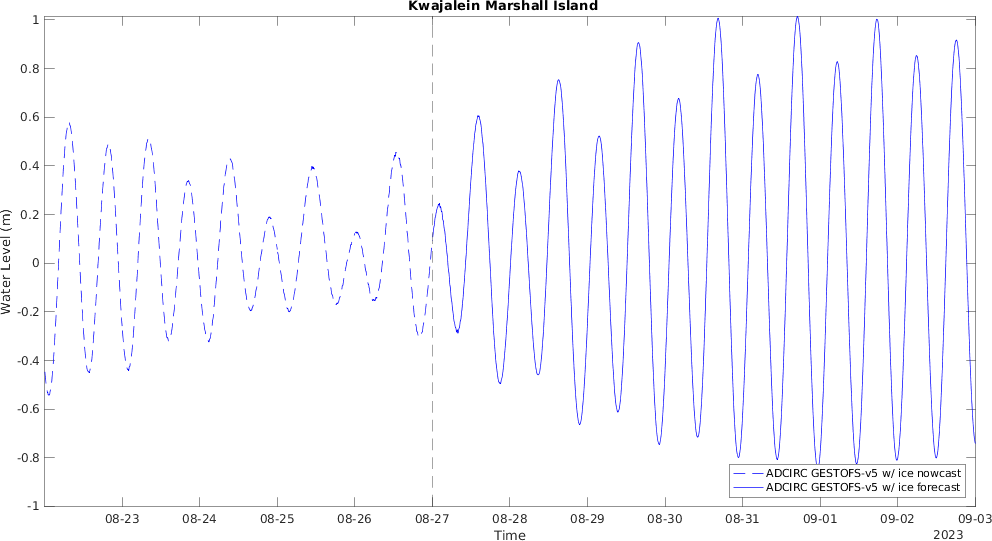 Kwajalein Marshall Island
Water Level (m)
1
0.8
0.6
0.4
0.2
0
-0.2
-0.4
-0.6
-0.8
-1
08-23 08-24 08-25 08-26 08-27 08-28 08-29 08-30 08-31 09-01 09-02 09-03
Time
2023
ADCIRC GESTOFS-v5 w/ ice nowcast
ADCIRC GESTOFS-v5 w/ ice forecast